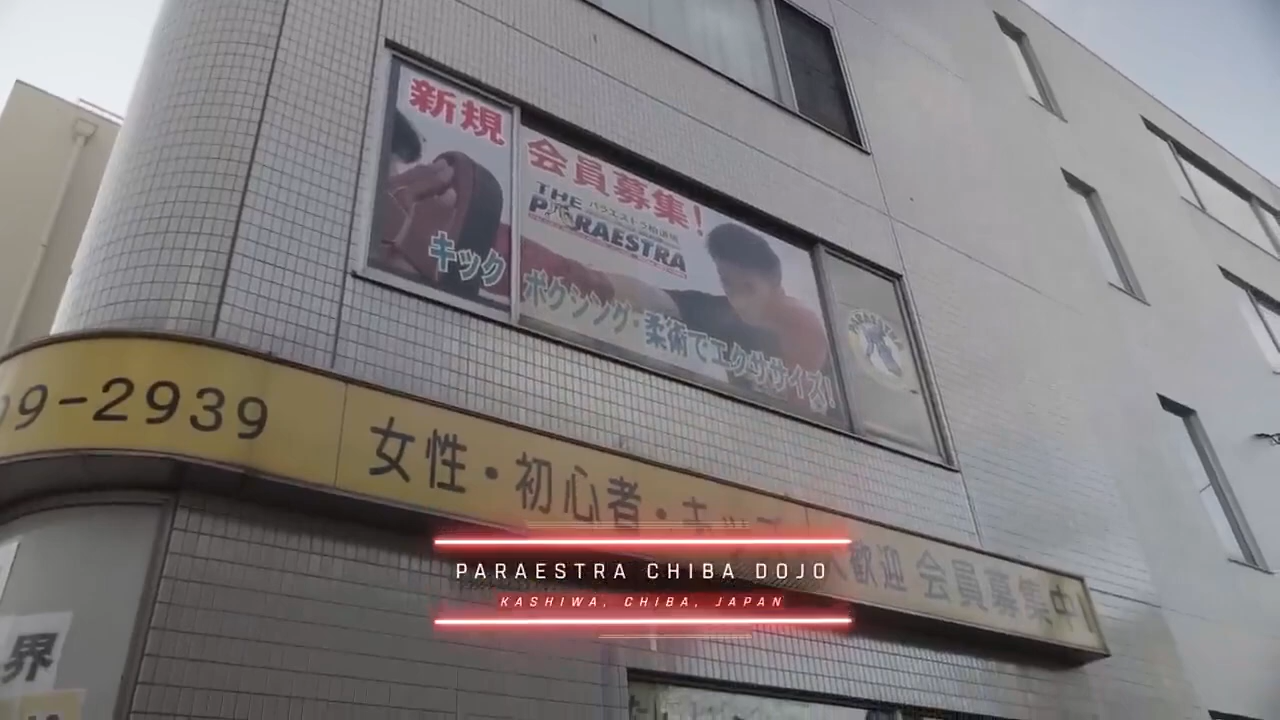 新規
会員募集!
THE パラエストラ柏道場
PARAESTRA
キック
ボクシング・柔術でエクササイズ!
PARAESTRA
9-2939
女性・初心者・キッズ
歓迎 会員募集中!
PARAESTRA CHIBA DOJO
KASHIWA, CHIBA, JAPAN
界